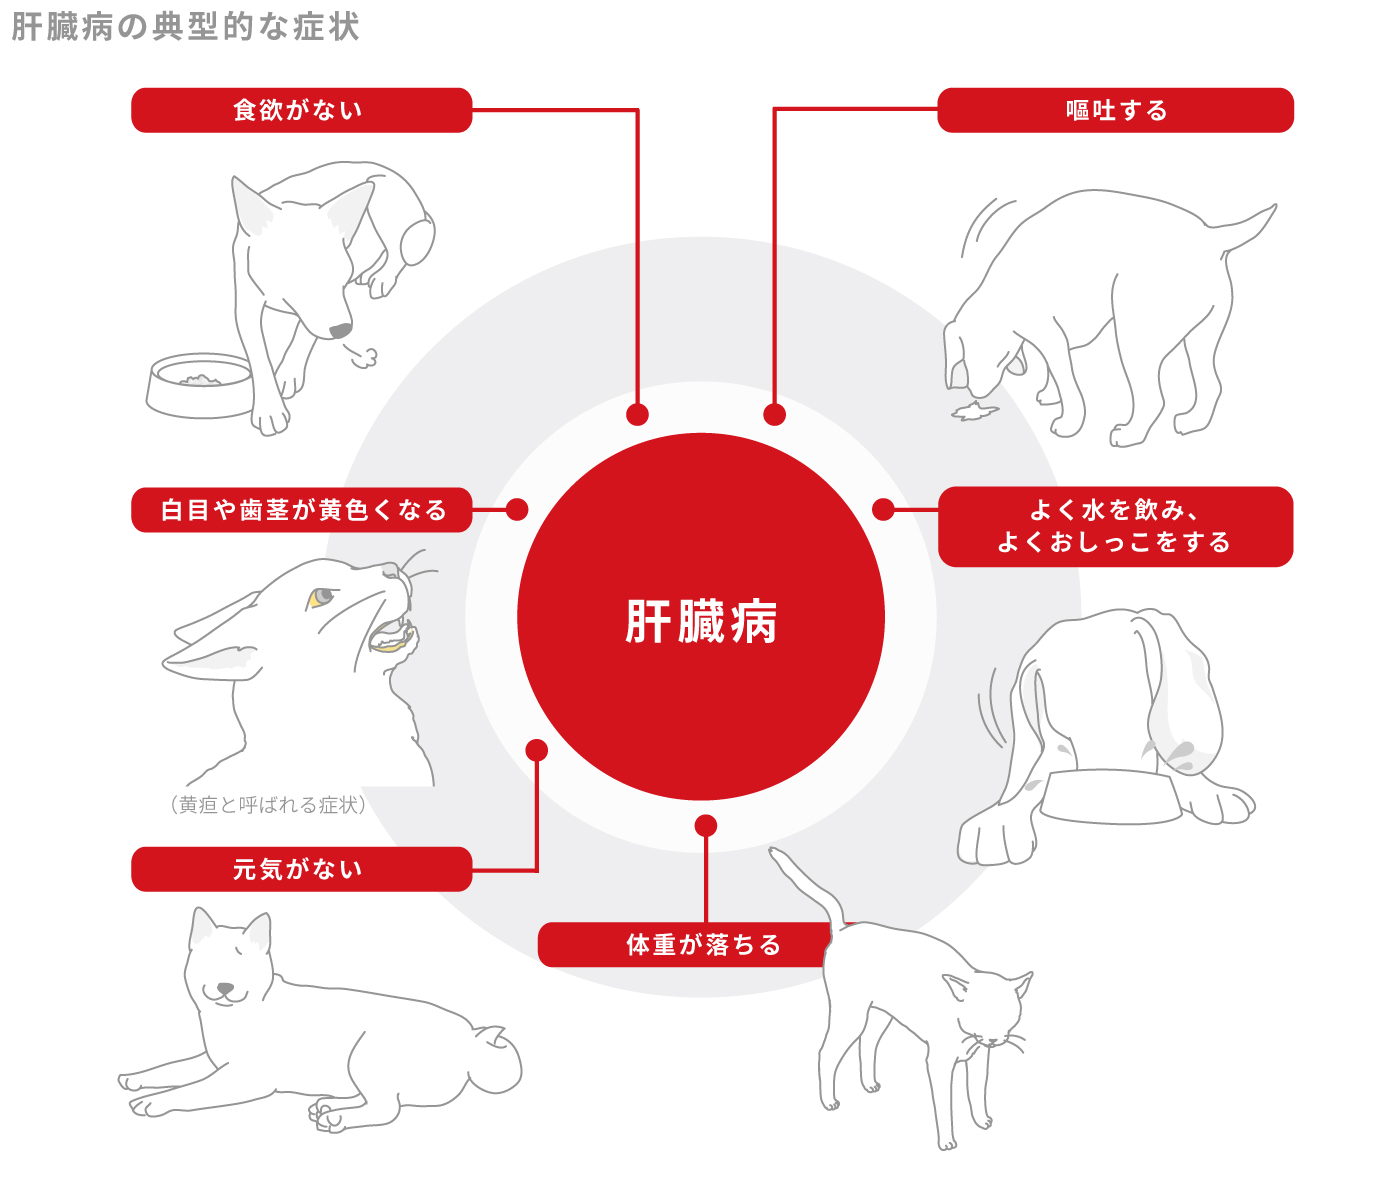 肝臓病の典型的な症状
食欲がない
嘔吐する
白目や歯茎が黄色くなる
よく水を飲み、
よくおしっこをする
肝臓病
（黄疸と呼ばれる症状）
元気がない
体重が落ちる